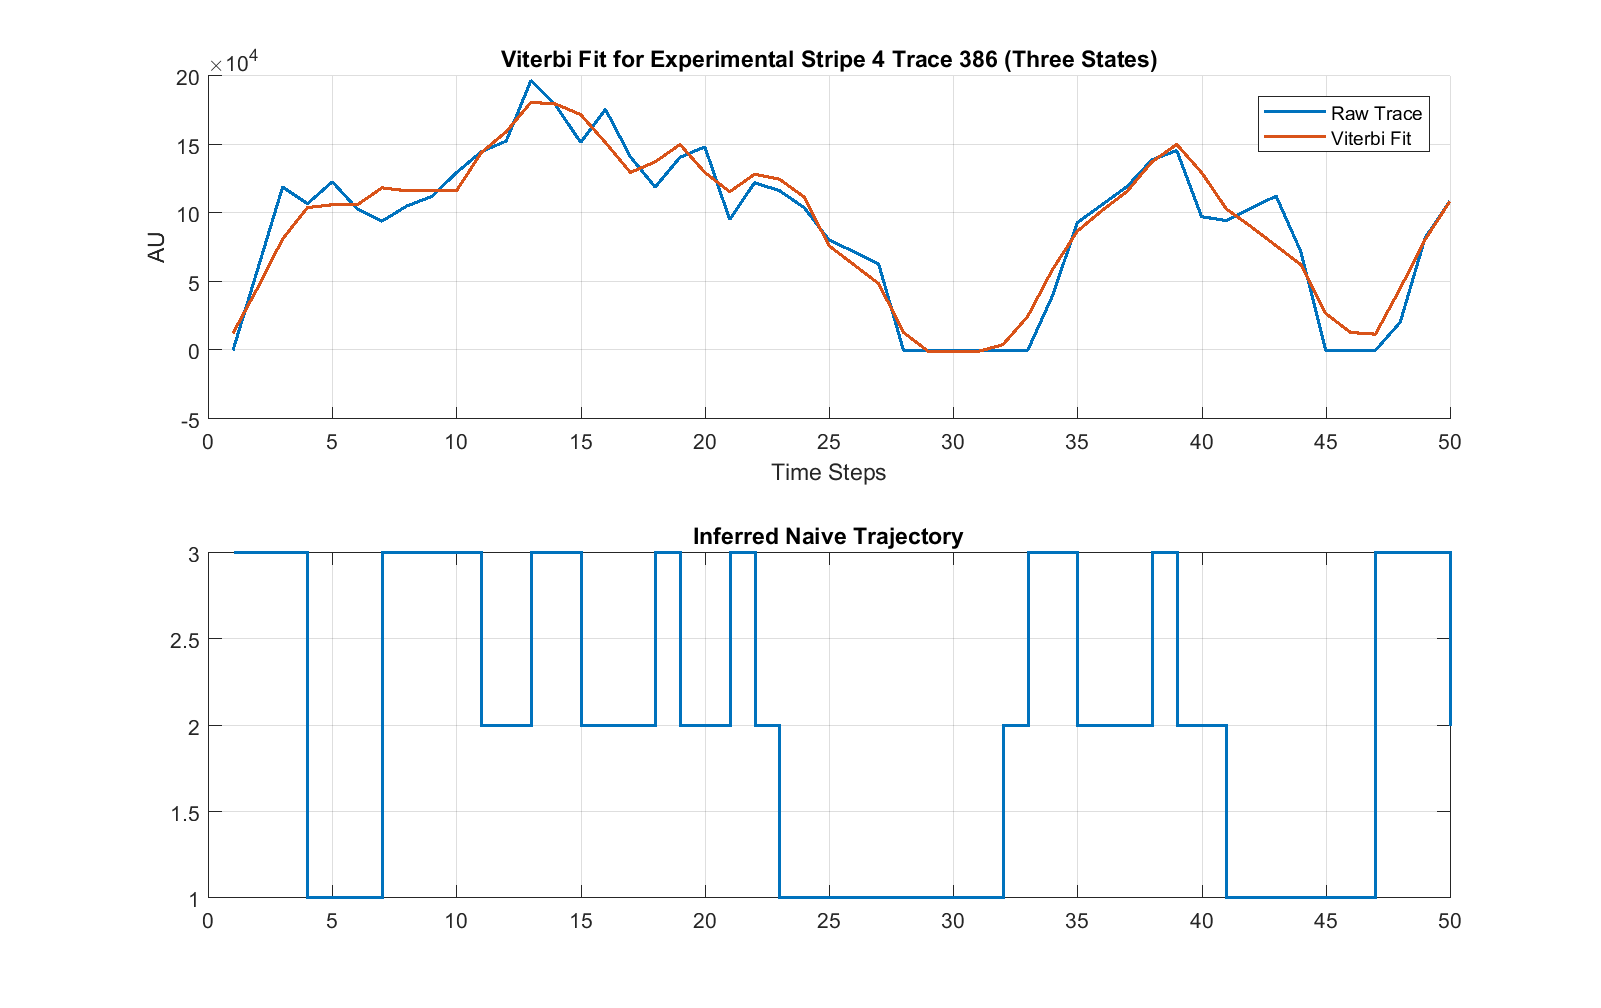 Viterbi Fit for Experimental Stripe 4 Trace 386 (Three States)
×10⁴
20
15
10
5
0
-5
AU
Raw Trace
Viterbi Fit
0 5 10 15 20 25 30 35 40 45 50
Time Steps
Inferred Naive Trajectory
3
2.5
2
1.5
1
0 5 10 15 20 25 30 35 40 45 50